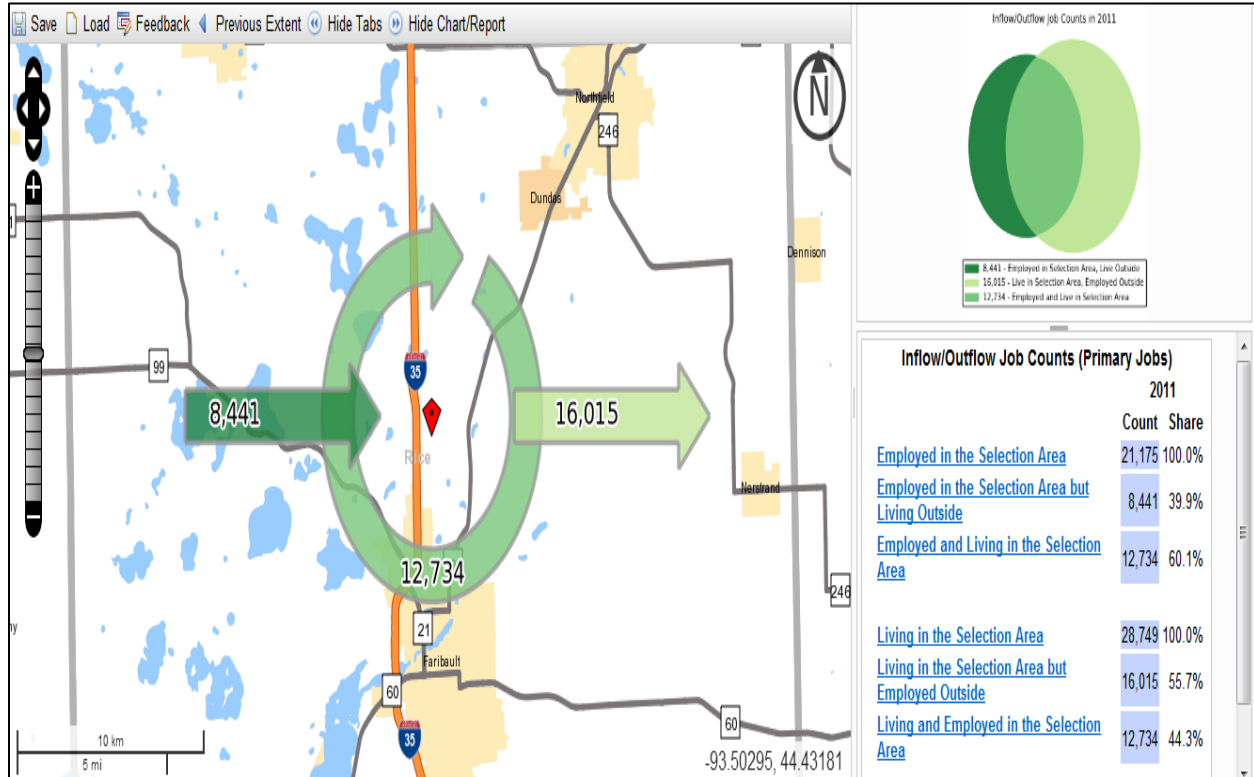 Save Load Feedback Previous Extent Hide Tabs Hide Chart/Report
N
Northfield
246
Dundas
Dennison
99
35
8,441
16,015
Rice
Nerstrand
12,734
246
21
Faribault
60
35
60
10 km
5 mi
-93.50295, 44.43181
Inflow/Outflow Job Counts in 2011
8,441 - Employed in Selection Area, Live Outside
16,015 - Live in Selection Area, Employed Outside
12,734 - Employed and Live in Selection Area
Inflow/Outflow Job Counts (Primary Jobs)
2011
Count Share
Employed in the Selection Area 21,175 100.0%
Employed in the Selection Area but
Living Outside 8,441 39.9%
Employed and Living in the Selection
Area 12,734 60.1%
Living in the Selection Area 28,749 100.0%
Living in the Selection Area but
Employed Outside 16,015 55.7%
Living and Employed in the Selection
Area 12,734 44.3%